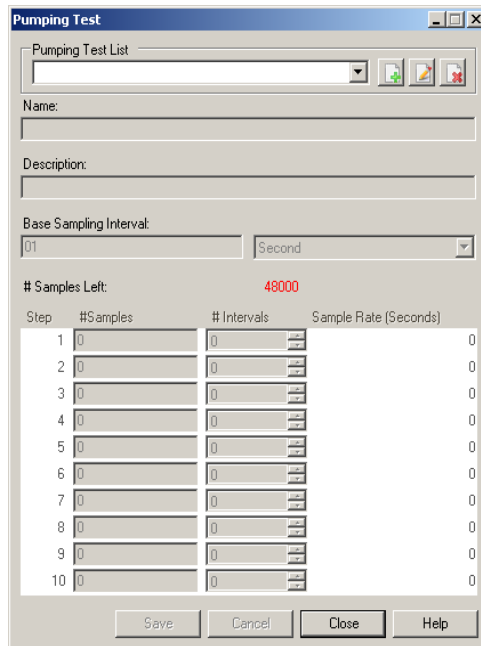 Pumping Test
Pumping Test List
Name:
Description:
Base Sampling Interval:
01 Second
# Samples Left: 48000
Step #Samples # Intervals Sample Rate (Seconds)
1 0 0 0
2 0 0 0
3 0 0 0
4 0 0 0
5 0 0 0
6 0 0 0
7 0 0 0
8 0 0 0
9 0 0 0
10 0 0 0
Save Cancel Close Help